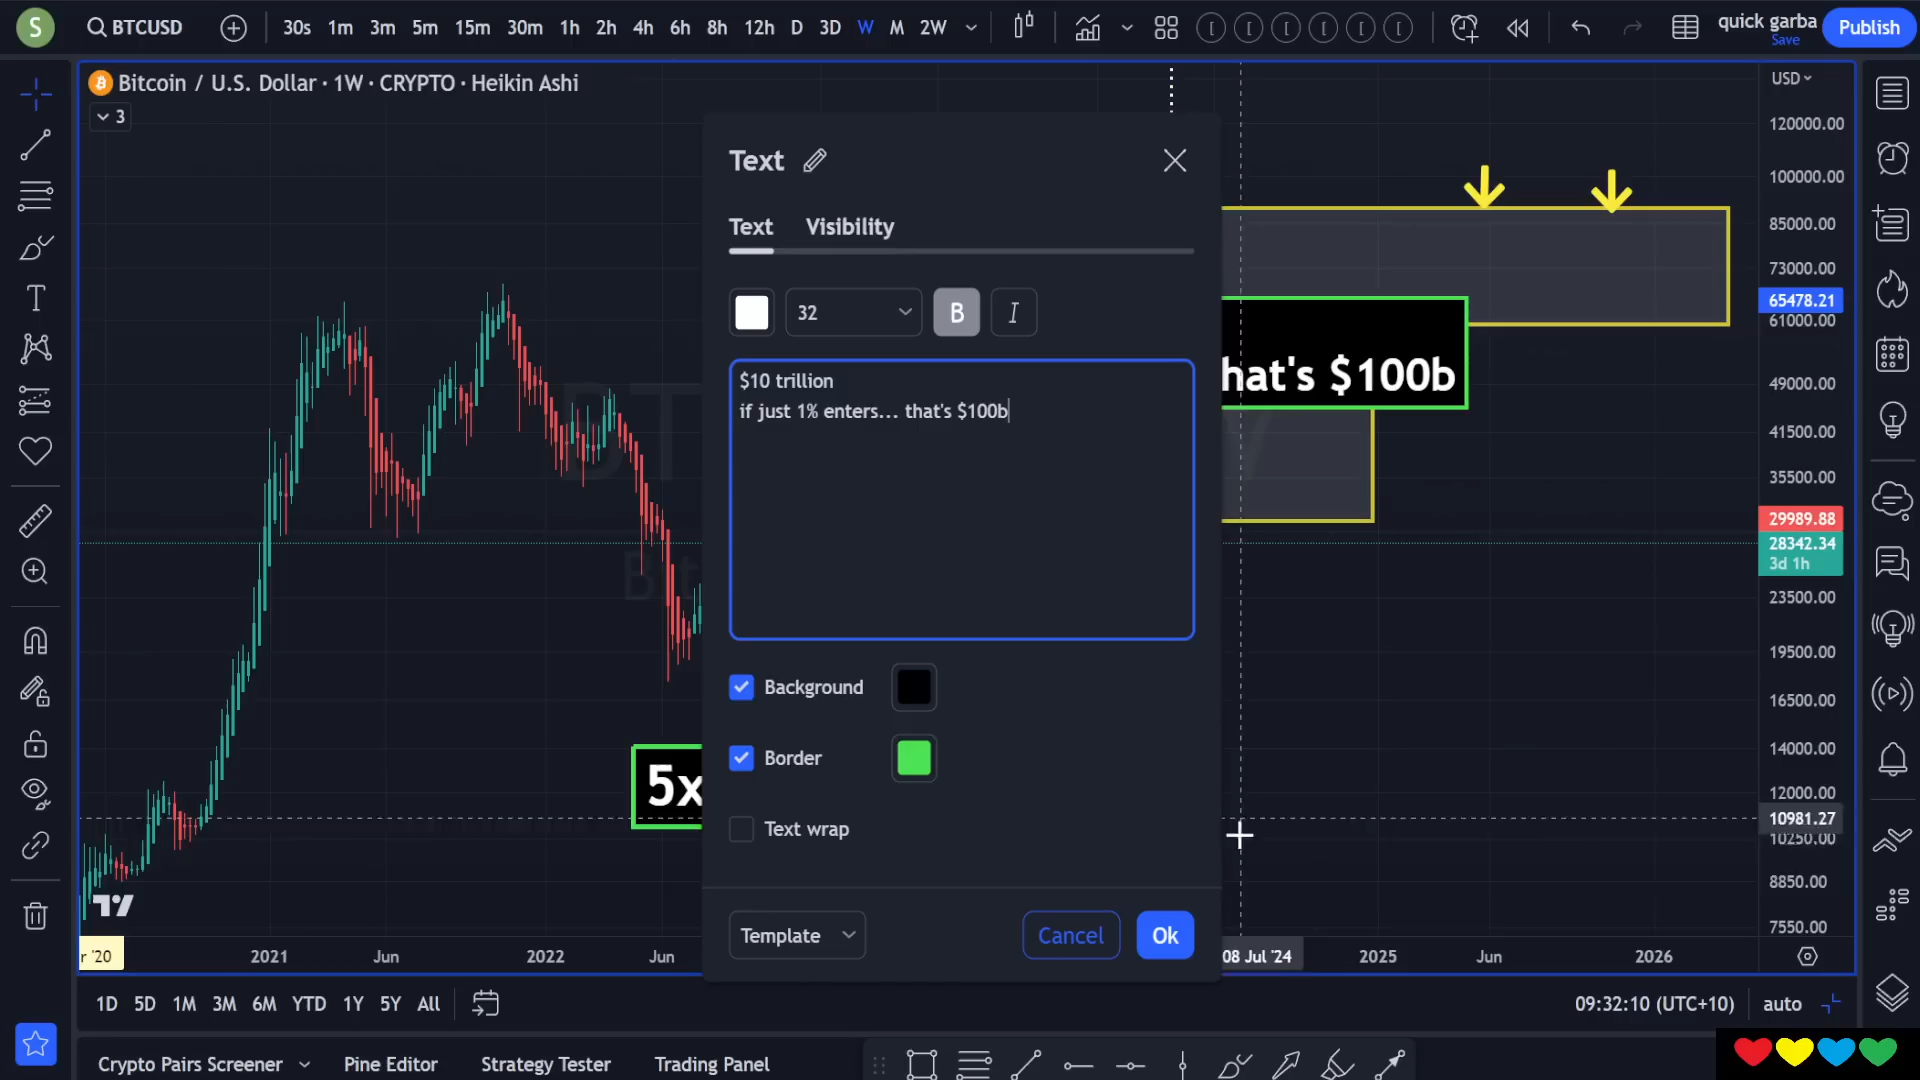 S
BTCUSD
30s 1m 3m 5m 15m 30m 1h 2h 4h 6h 8h 12h D 3D W M 2W
quick garba
Save
Publish
Bitcoin / U.S. Dollar · 1W · CRYPTO · Heikin Ashi
3
USD
120000.00
100000.00
85000.00
73000.00
65478.21
61000.00
49000.00
41500.00
35500.00
29989.88
28342.34
3d 1h
23500.00
19500.00
16500.00
14000.00
12000.00
10981.27
10250.00
8850.00
7550.00
Text
Text Visibility
32 B I
$10 trillion
if just 1% enters... that's $100b
hat's $100b
Background
Border
5x
Text wrap
Template Cancel Ok
r '20 2021 Jun 2022 Jun 08 Jul '24 2025 Jun 2026
1D 5D 1M 3M 6M YTD 1Y 5Y All
09:32:10 (UTC+10) auto
Crypto Pairs Screener Pine Editor Strategy Tester Trading Panel